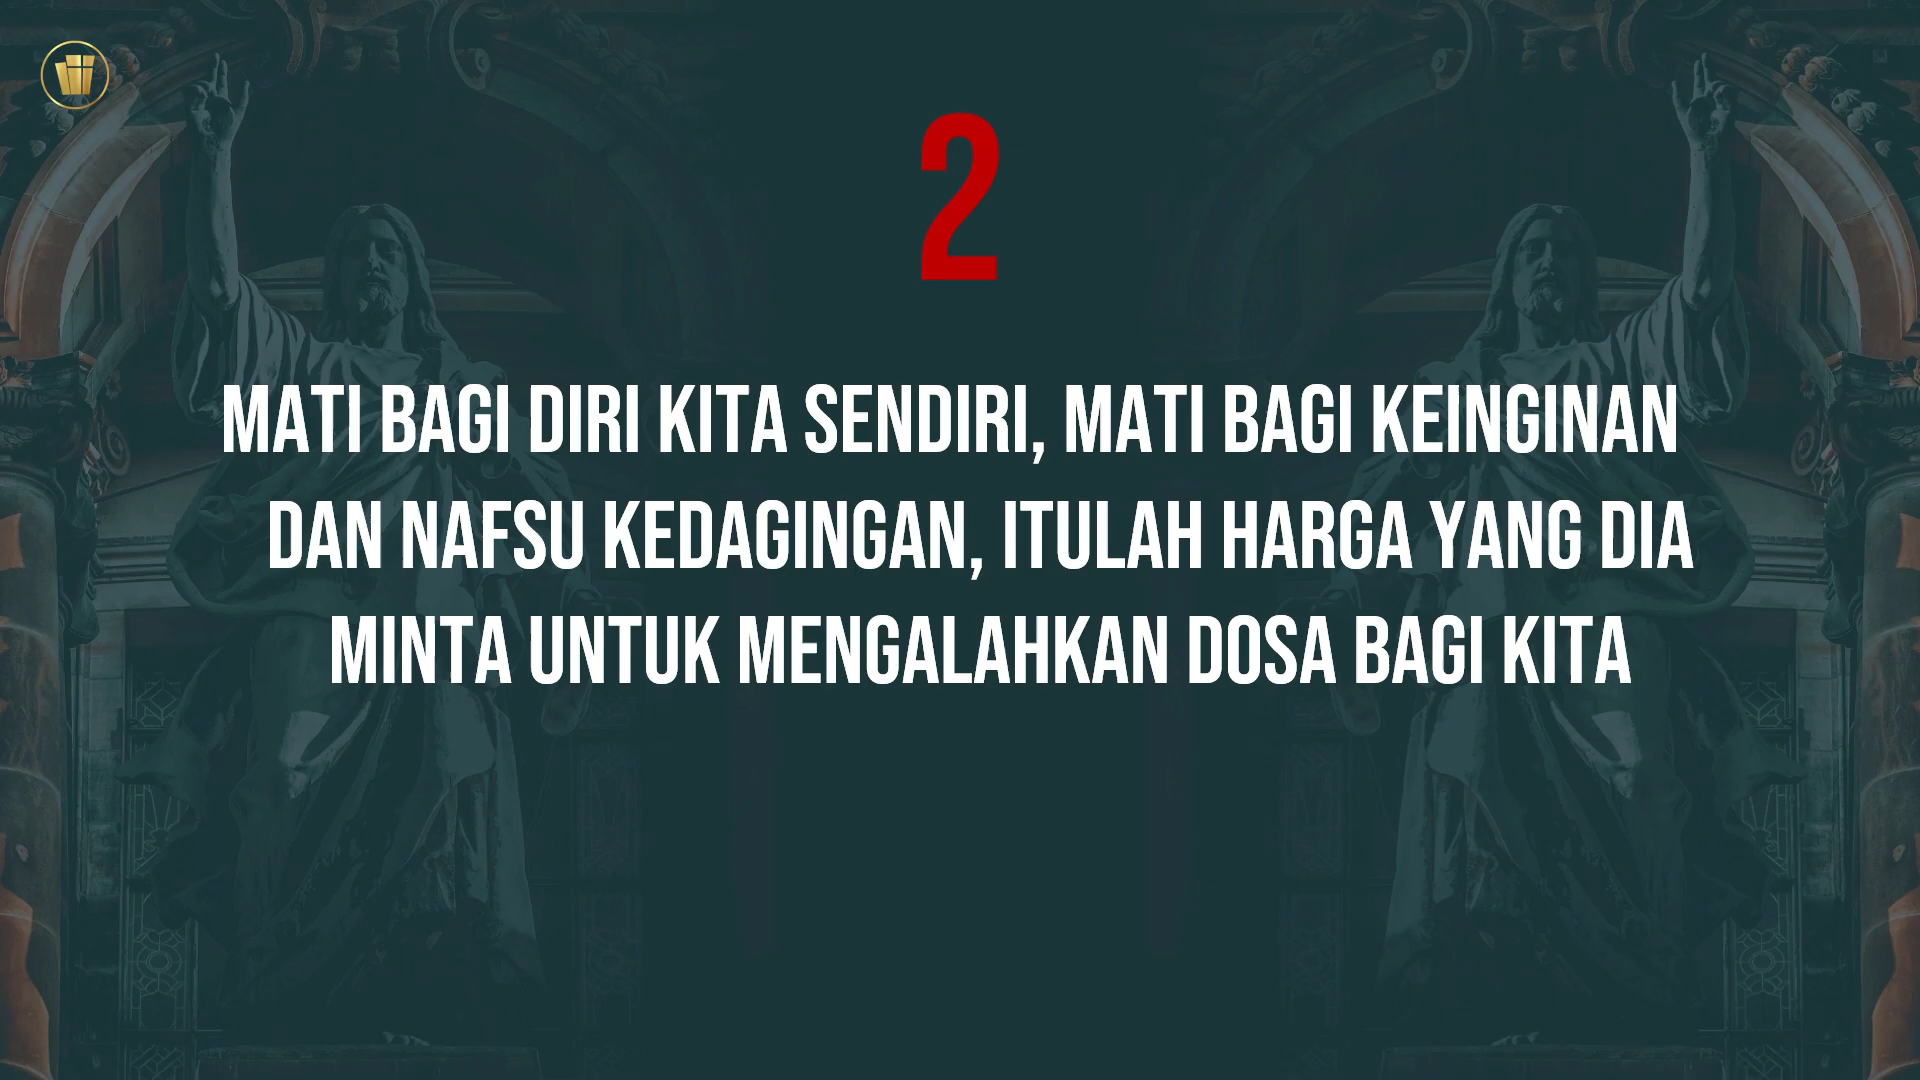 2
MATI BAGI DIRI KITA SENDIRI, MATI BAGI KEINGINAN
DAN NAFSU KEDAGINGAN, ITULAH HARGA YANG DIA
MINTA UNTUK MENGALAHKAN DOSA BAGI KITA